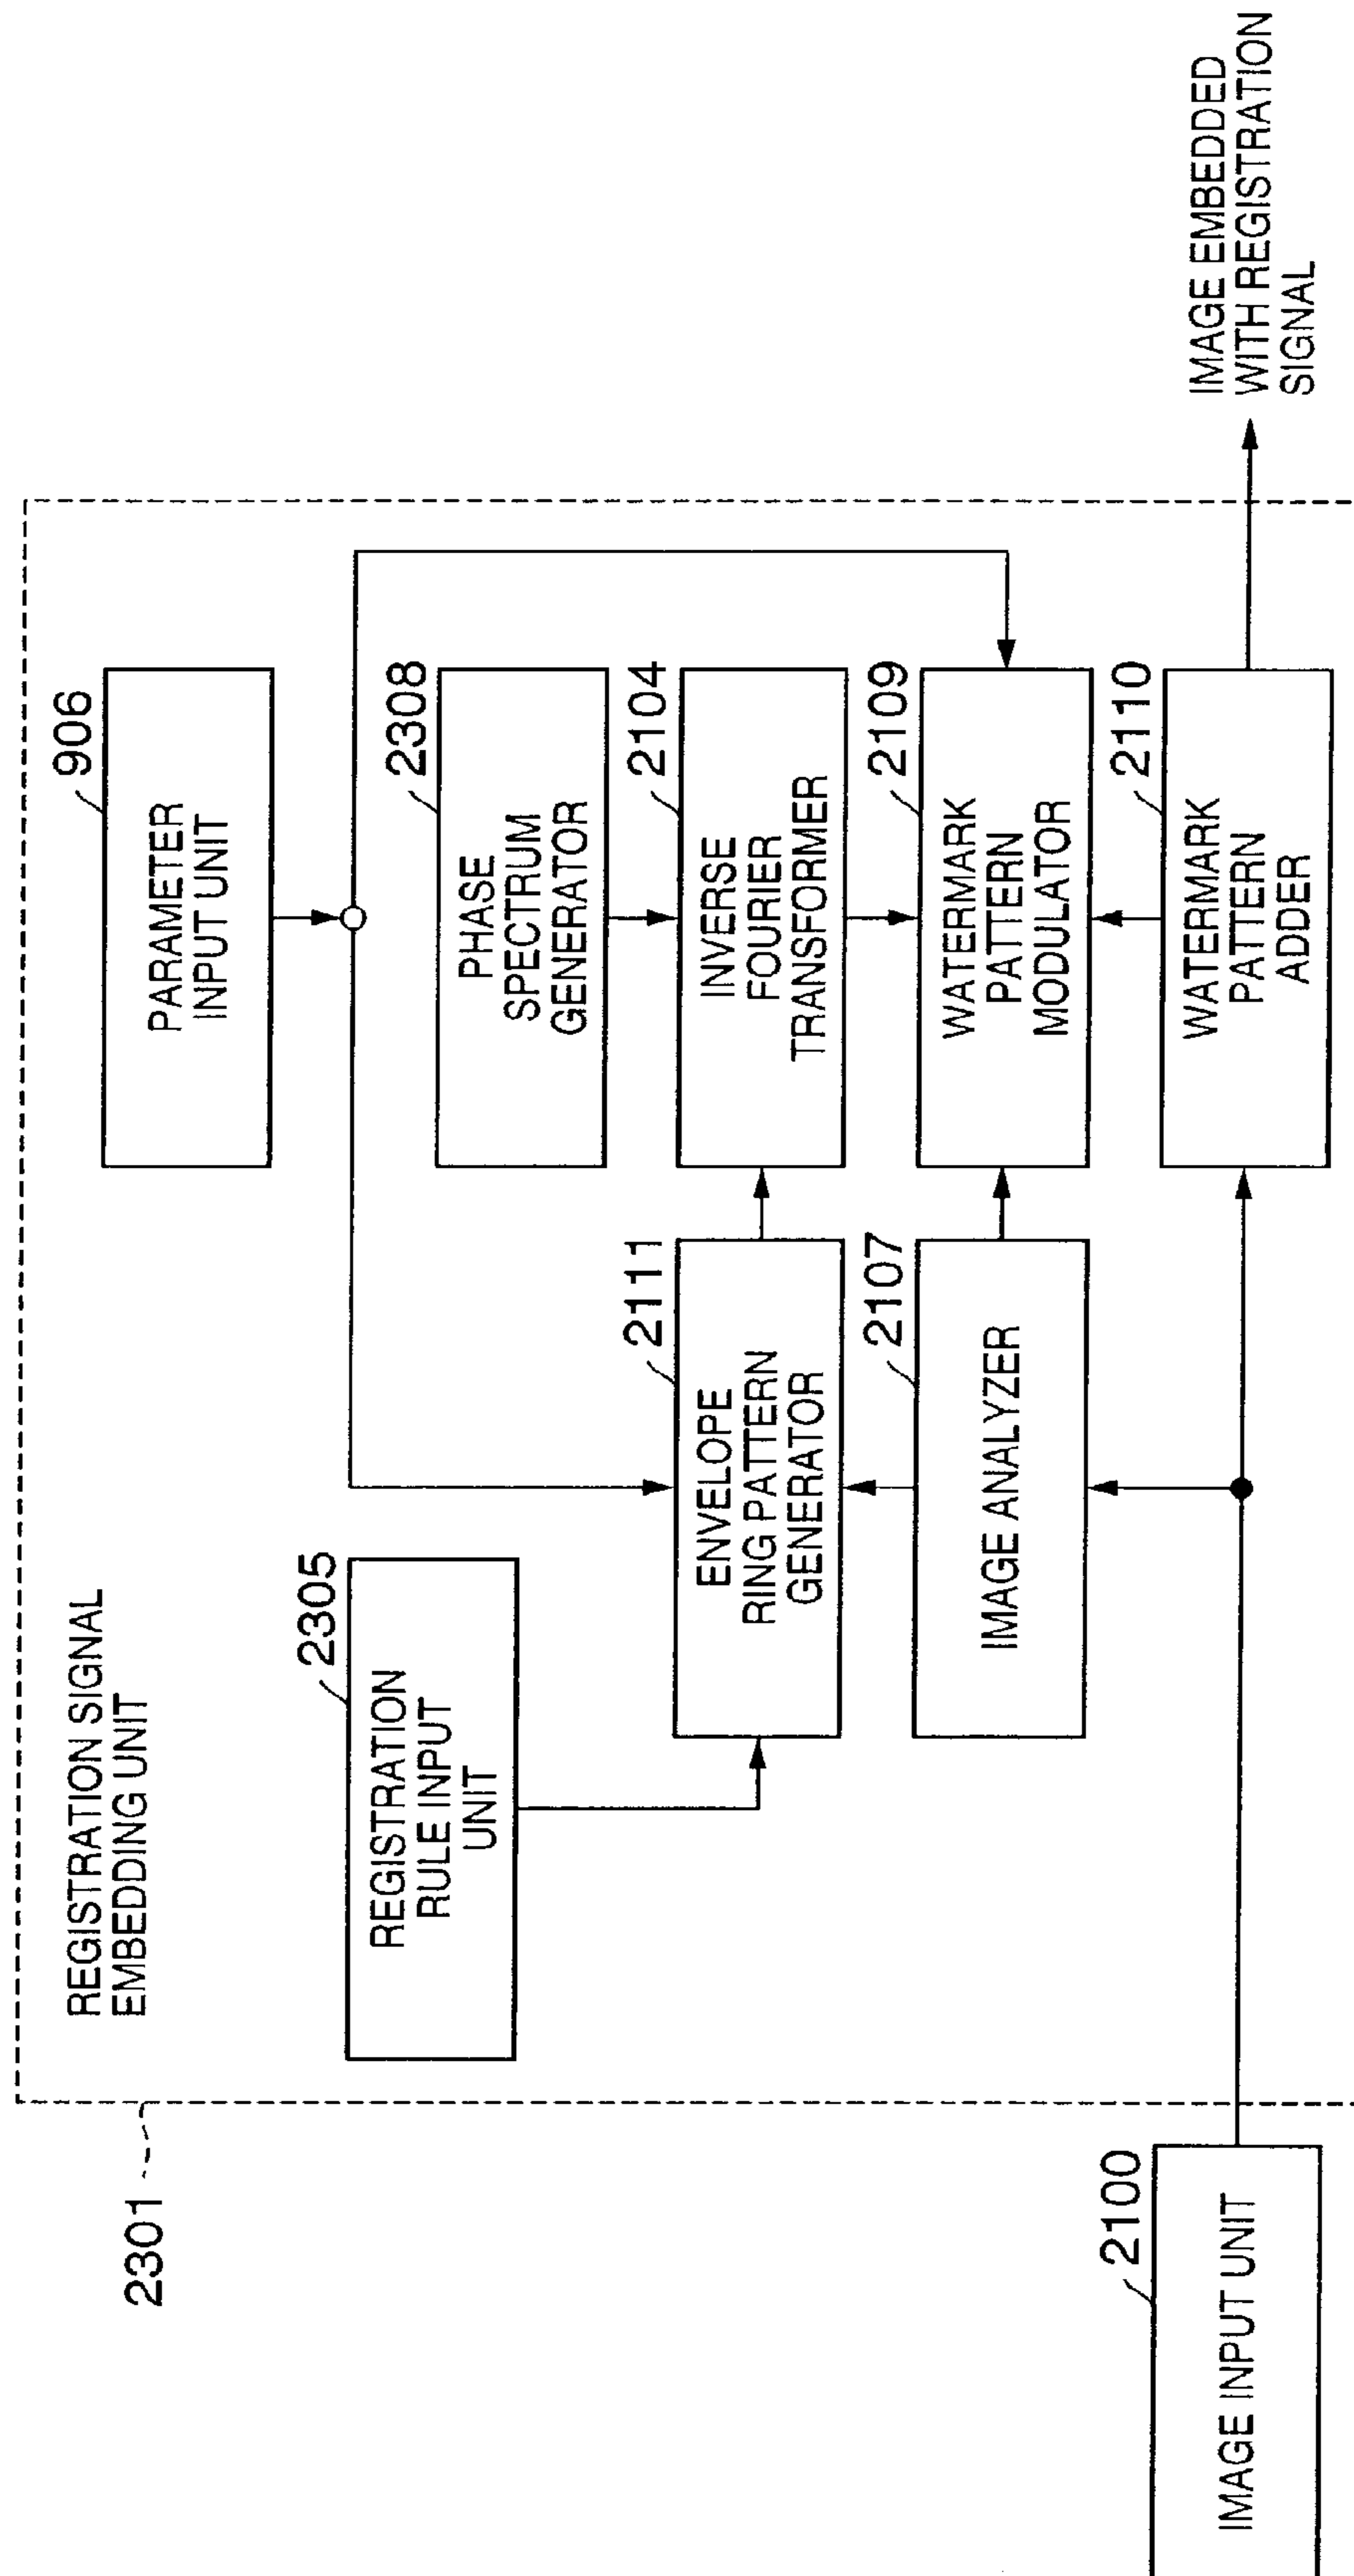 REGISTRATION SIGNAL
EMBEDDING UNIT
2301
906
PARAMETER
INPUT UNIT
2305
REGISTRATION
RULE INPUT
UNIT
2308
PHASE
SPECTRUM
GENERATOR
2111
ENVELOPE
RING PATTERN
GENERATOR
2104
INVERSE
FOURIER
TRANSFORMER
2107
IMAGE ANALYZER
2109
WATERMARK
PATTERN
MODULATOR
2100
IMAGE INPUT UNIT
2110
WATERMARK
PATTERN
ADDER
IMAGE EMBEDDED
WITH REGISTRATION
SIGNAL